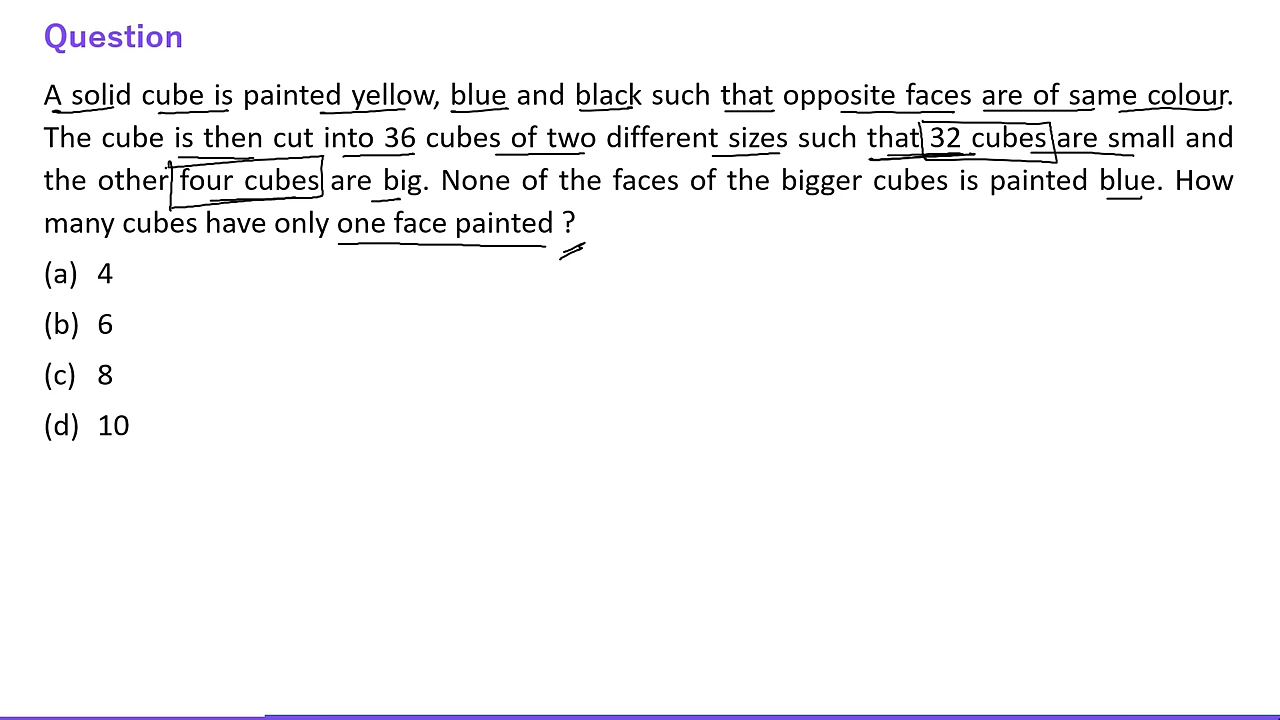 Question
A solid cube is painted yellow, blue and black such that opposite faces are of same colour.
The cube is then cut into 36 cubes of two different sizes such that 32 cubes are small and
the other four cubes are big. None of the faces of the bigger cubes is painted blue. How
many cubes have only one face painted ?
(a) 4
(b) 6
(c) 8
(d) 10